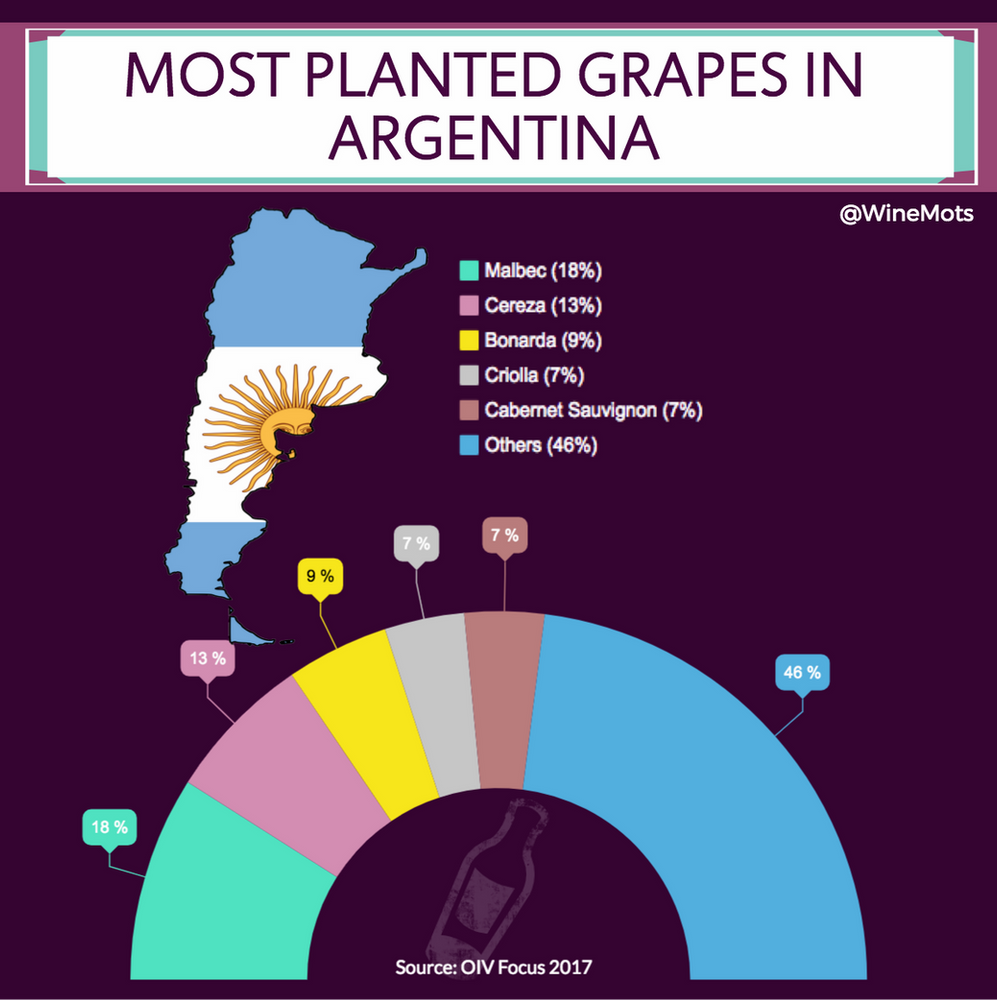 MOST PLANTED GRAPES IN
ARGENTINA
@WineMots
Malbec (18%)
Cereza (13%)
Bonarda (9%)
Criolla (7%)
Cabernet Sauvignon (7%)
Others (46%)
7 %
7 %
9 %
13 %
46 %
18 %
Source: OIV Focus 2017